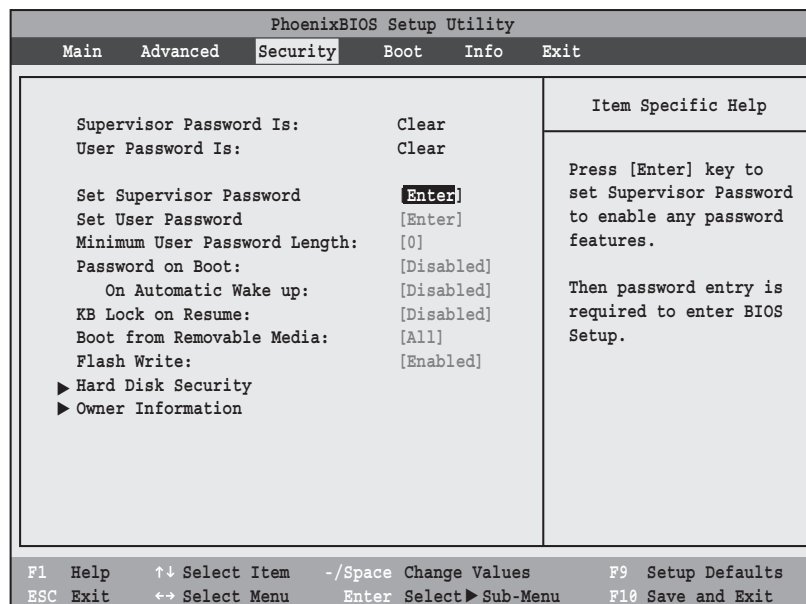 PhoenixBIOS Setup Utility
Main Advanced Security Boot Info Exit
Supervisor Password Is: Clear
User Password Is: Clear
Set Supervisor Password [Enter]
Set User Password [Enter]
Minimum User Password Length: [0]
Password on Boot: [Disabled]
On Automatic Wake up: [Disabled]
KB Lock on Resume: [Disabled]
Boot from Removable Media: [All]
Flash Write: [Enabled]
▶ Hard Disk Security
▶ Owner Information
Item Specific Help
Press [Enter] key to
set Supervisor Password
to enable any password
features.
Then password entry is
required to enter BIOS
Setup.
F1 Help ↑↓ Select Item -/Space Change Values F9 Setup Defaults
ESC Exit ←→ Select Menu Enter Select ▶ Sub-Menu F10 Save and Exit